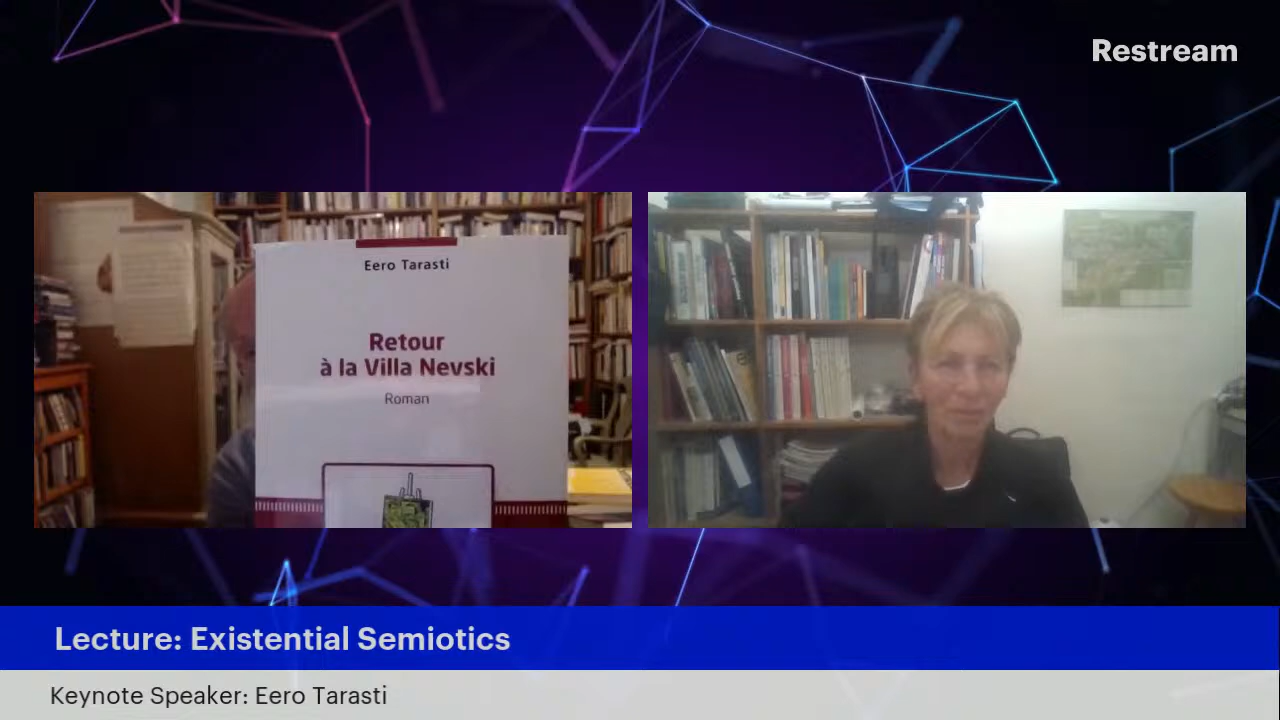 Restream
Eero Tarasti
Retour
à la Villa Nevski
Roman
Lecture: Existential Semiotics
Keynote Speaker: Eero Tarasti